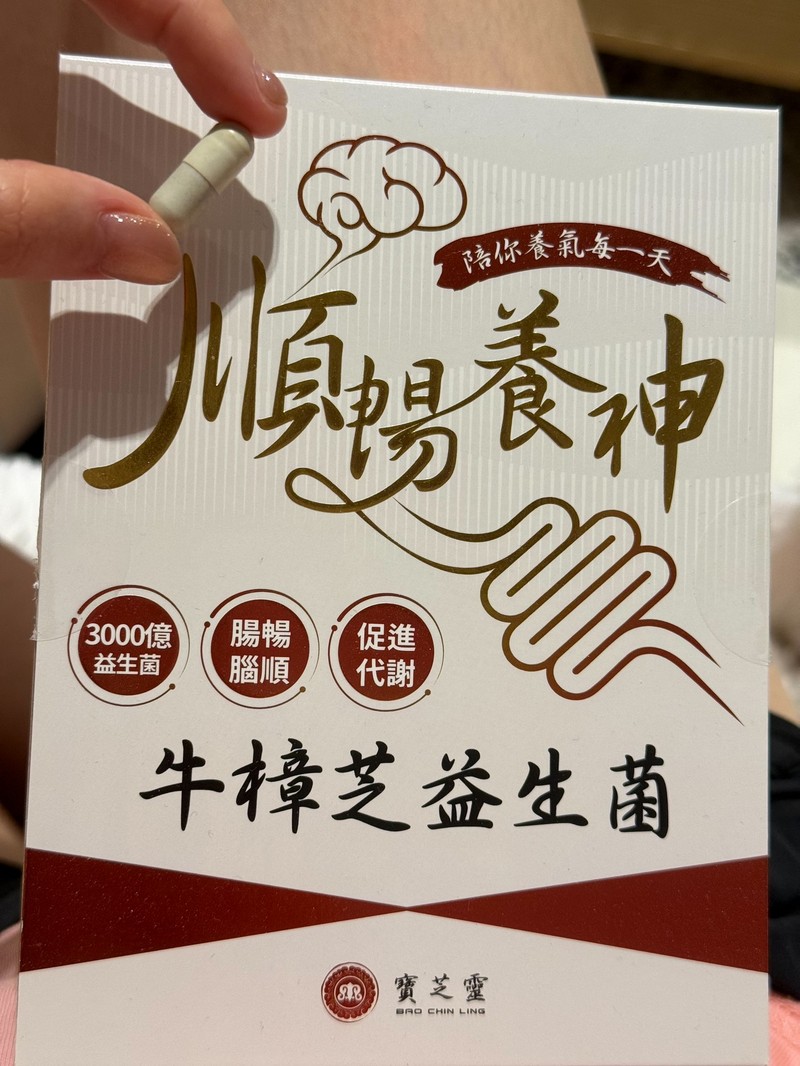 陪你養氣每一天
順暢養神
3000億
益生菌
腸暢
腦順
促進
代謝
牛樟芝益生菌
寶芝靈
BAO CHIN LING